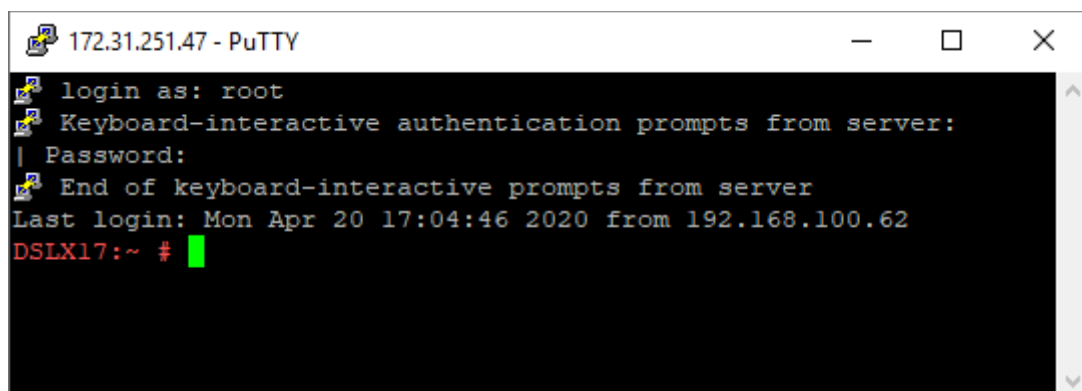 172.31.251.47 - PuTTY
login as: root
Keyboard-interactive authentication prompts from server:
| Password:
End of keyboard-interactive prompts from server
Last login: Mon Apr 20 17:04:46 2020 from 192.168.100.62
DSLX17:~ #